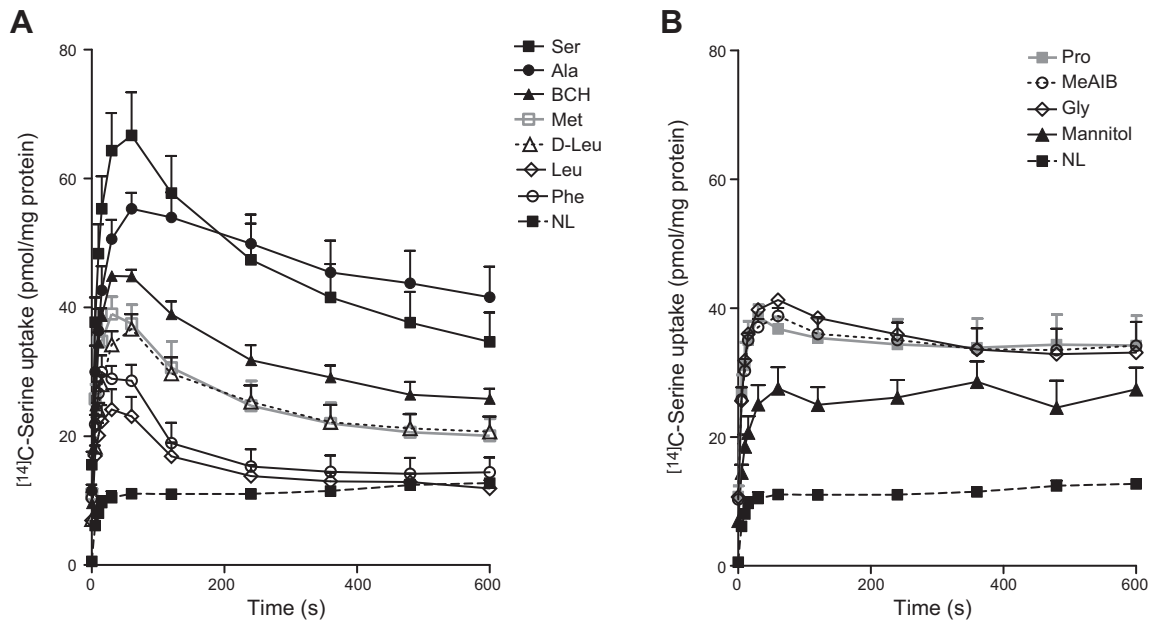 A
80
60
40
20
0
[14]C-Serine uptake (pmol/mg protein)
0 200 400 600
Time (s)
Ser
Ala
BCH
Met
D-Leu
Leu
Phe
NL
B
80
60
40
20
0
[14]C-Serine uptake (pmol/mg protein)
0 200 400 600
Time (s)
Pro
MeAIB
Gly
Mannitol
NL